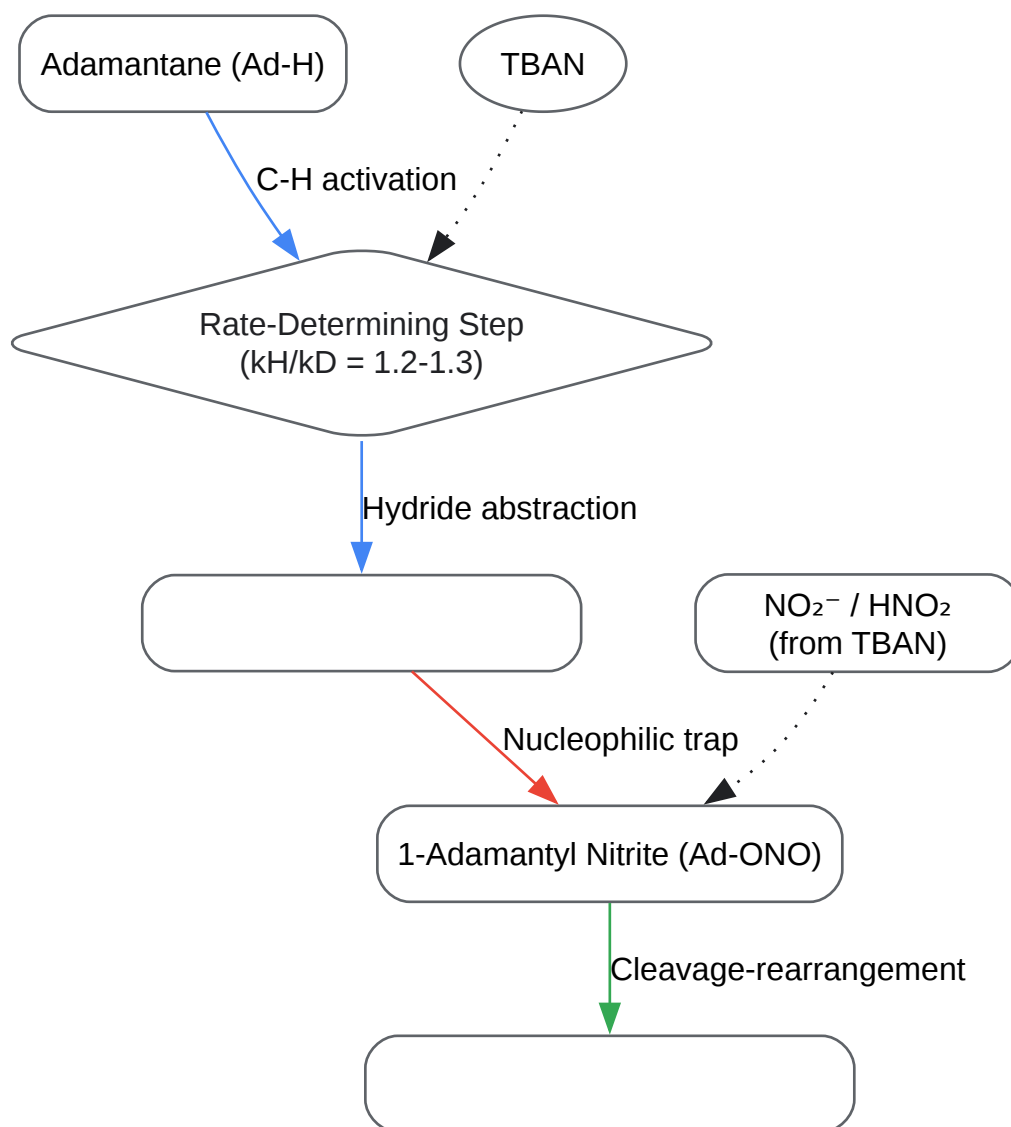 Adamantane (Ad-H)
TBAN
C-H activation
Rate-Determining Step
(kH/kD = 1.2-1.3)
Hydride abstraction
NO₂⁻ / HNO₂
(from TBAN)
Nucleophilic trap
1-Adamantyl Nitrite (Ad-ONO)
Cleavage-rearrangement